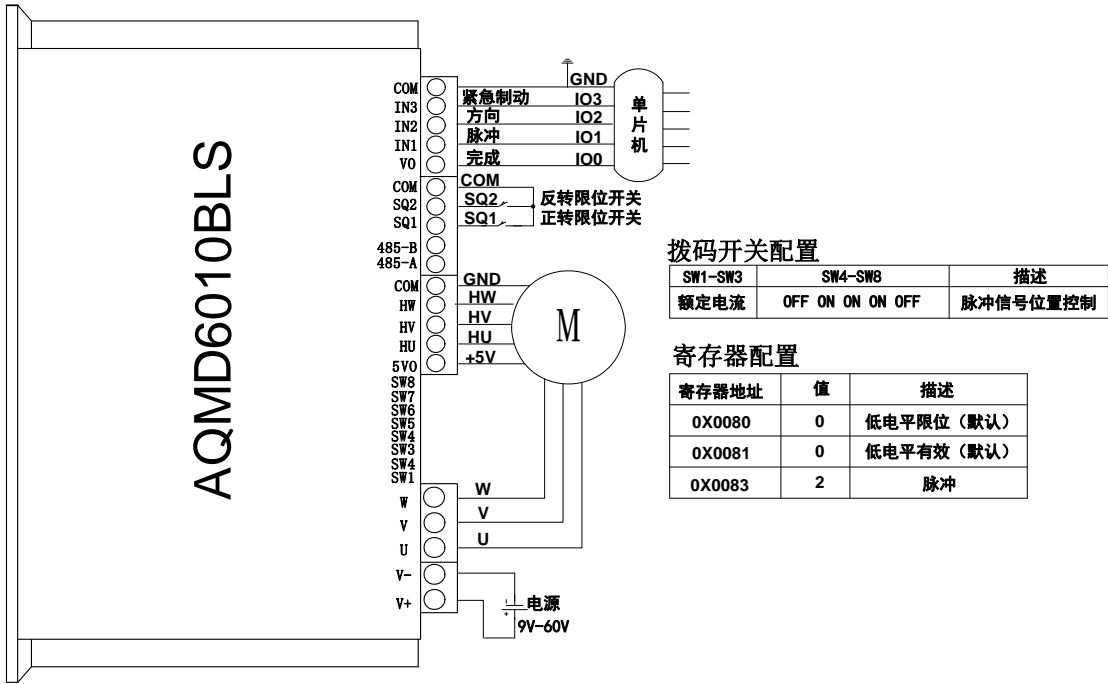 AQMD6010BLS
COM
IN3
IN2
IN1
VO
COM
SQ2
SQ1
485-B
485-A
COM
HW
HV
HU
5VO
SW8
SW7
SW6
SW5
SW4
SW3
SW4
SW1
W
V
U
V-
V+
GND
紧急制动 IO3
方向 IO2
脉冲 IO1
完成 IO0
单片机
COM
SQ2 反转限位开关
SQ1 正转限位开关
GND
HW
HV
HU
+5V
M
W
V
U
电源
9V-60V
拨码开关配置
SW1-SW3 SW4-SW8 描述
额定电流 OFF ON ON ON OFF 脉冲信号位置控制
寄存器配置
寄存器地址 值 描述
0X0080 0 低电平限位（默认）
0X0081 0 低电平有效（默认）
0X0083 2 脉冲